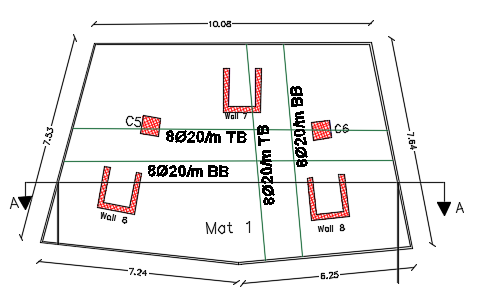 10.08
7.53
7.64
Wall 7
C5
C6
8Ø20/m TB
8Ø20/m BB
8Ø20/m TB
6Ø20/m BB
A
A
Wall 6
Wall 8
Mat 1
7.24
6.25